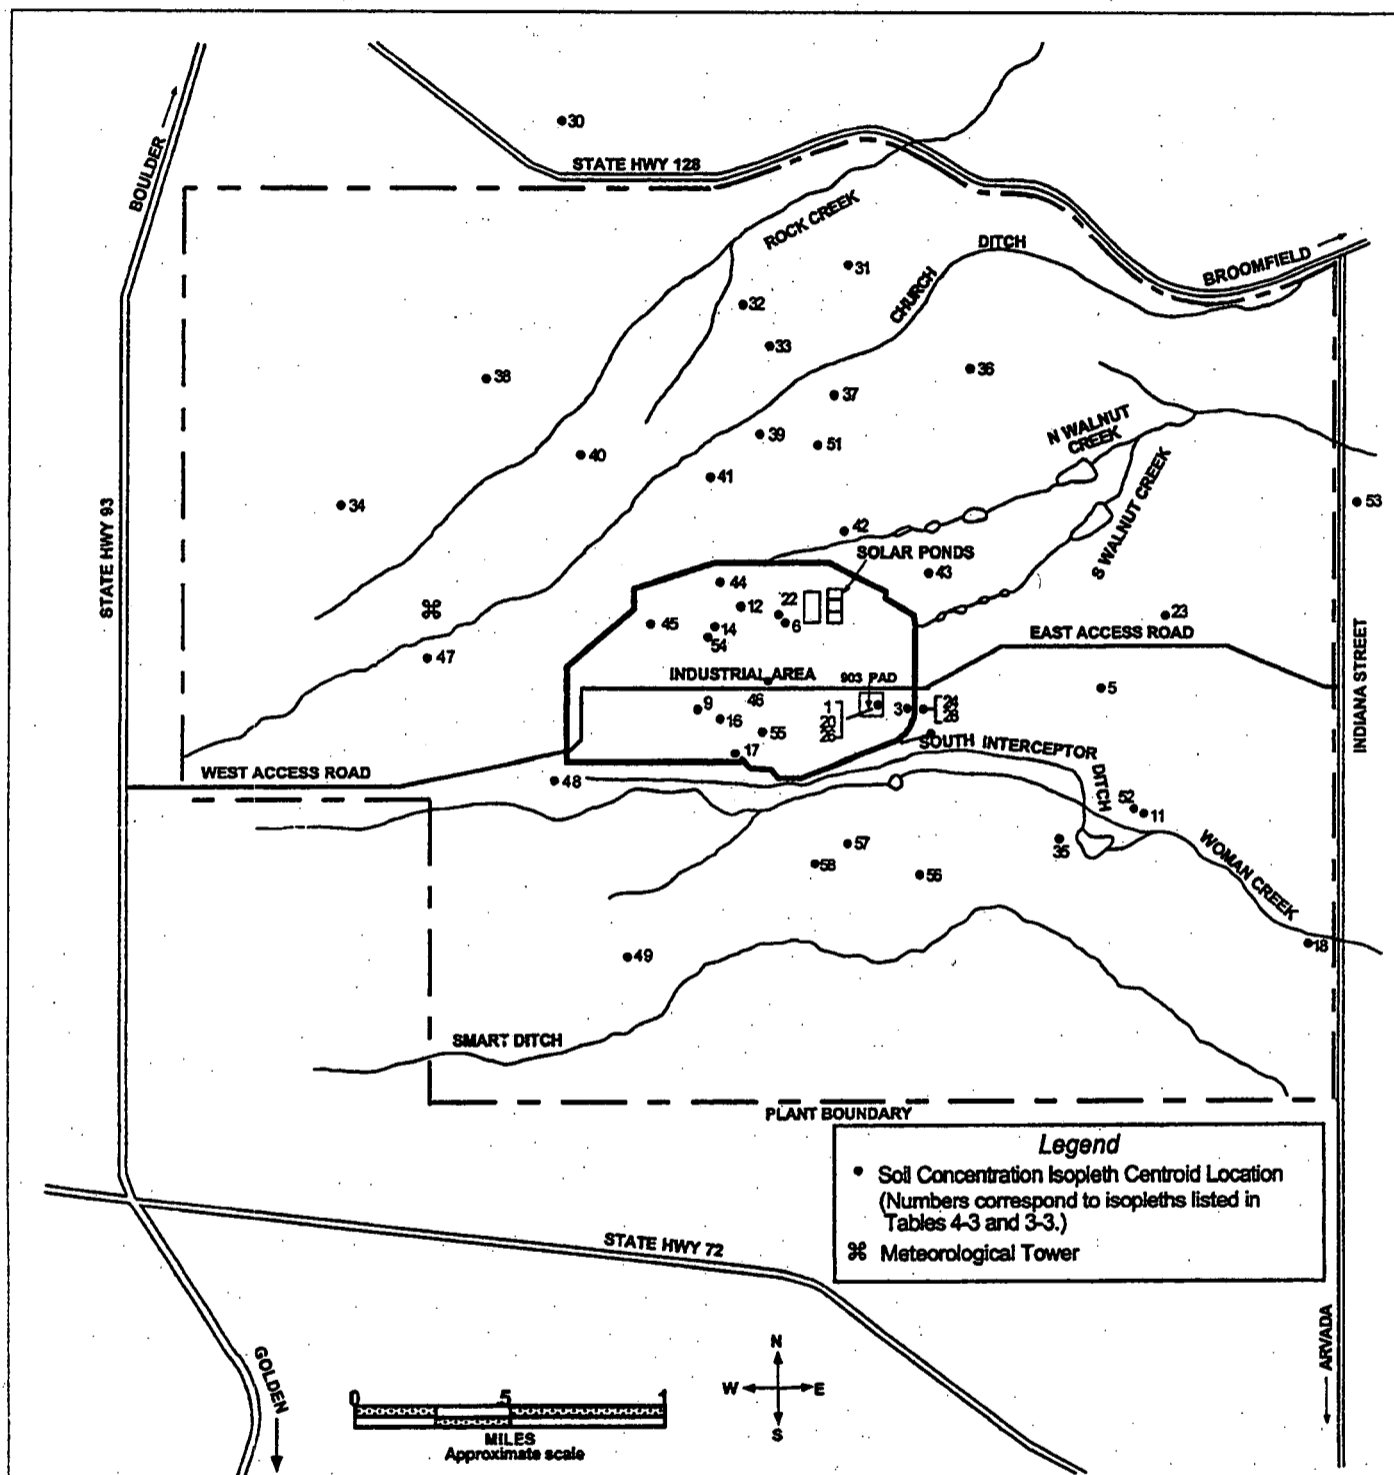 30
STATE HWY 128
BOULDER
ROCK CREEK
DITCH
BROOMFIELD
31
CHURCH
32
33
36
38
37
N WALNUT
CREEK
39
51
40
41
S WALNUT CREEK
34
53
STATE HWY 93
42
SOLAR PONDS
43
44
12
22
6
23
45
14
54
EAST ACCESS ROAD
47
INDUSTRIAL AREA
903 PAD
5
INDIANA STREET
46
9
1
3
16
55
17
SOUTH INTERCEPTOR
DITCH
WEST ACCESS ROAD
48
11
57
35
WOMAN CREEK
58
56
18
49
SMART DITCH
PLANT BOUNDARY
Legend
Soil Concentration Isopleth Centroid Location
(Numbers correspond to isopleths listed in
Tables 4-3 and 3-3.)
⌘ Meteorological Tower
STATE HWY 72
ARVADA
GOLDEN
N
W E
S
0 .5 1
MILES
Approximate scale